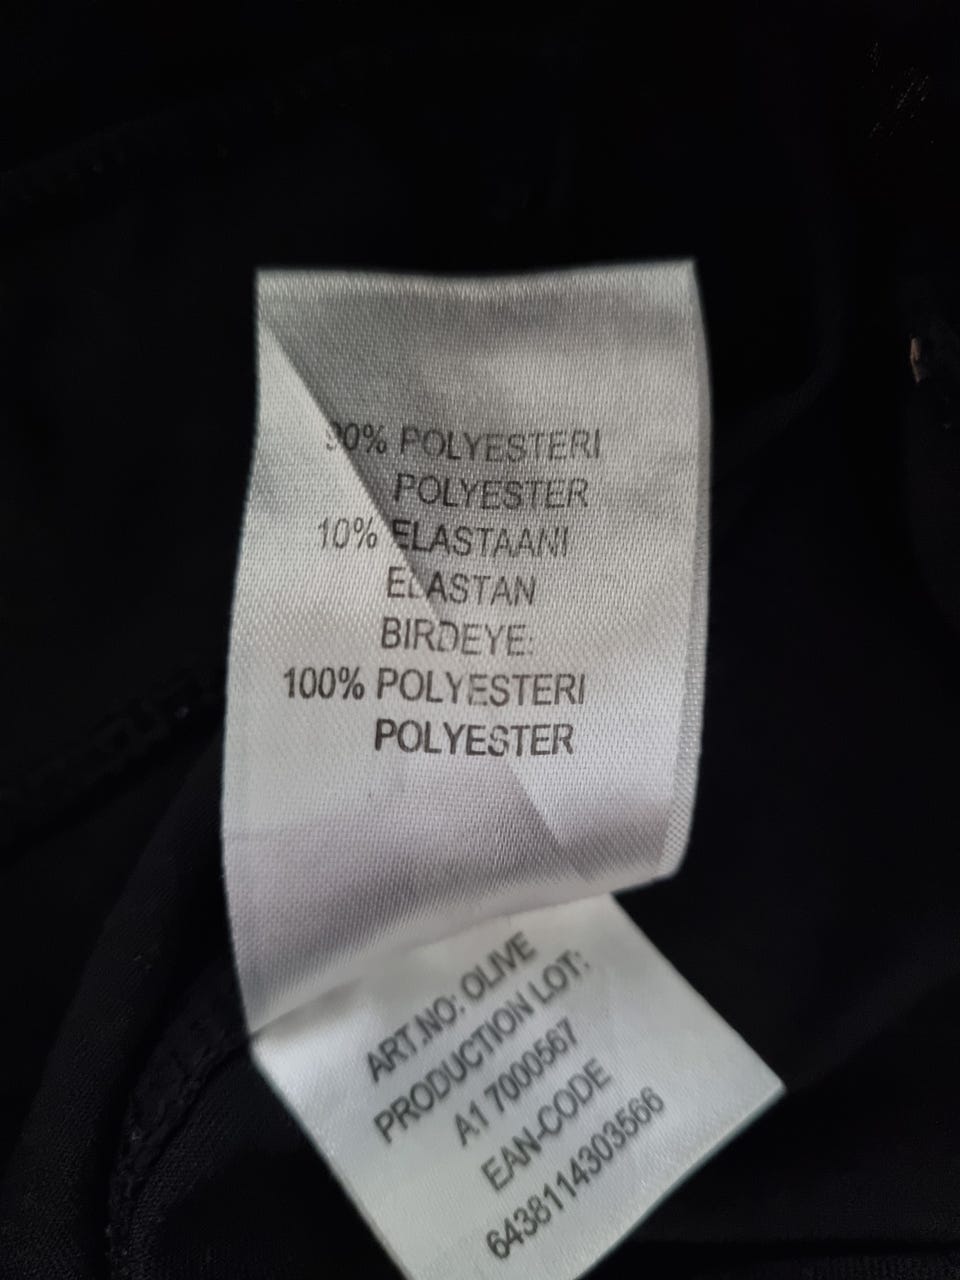 90% POLYESTERI
POLYESTER
10% ELASTAANI
ELASTAN
BIRDEYE:
100% POLYESTERI
POLYESTER
ART.NO: OLIVE
PRODUCTION LOT:
A1 7000567
EAN-CODE
6438114303566